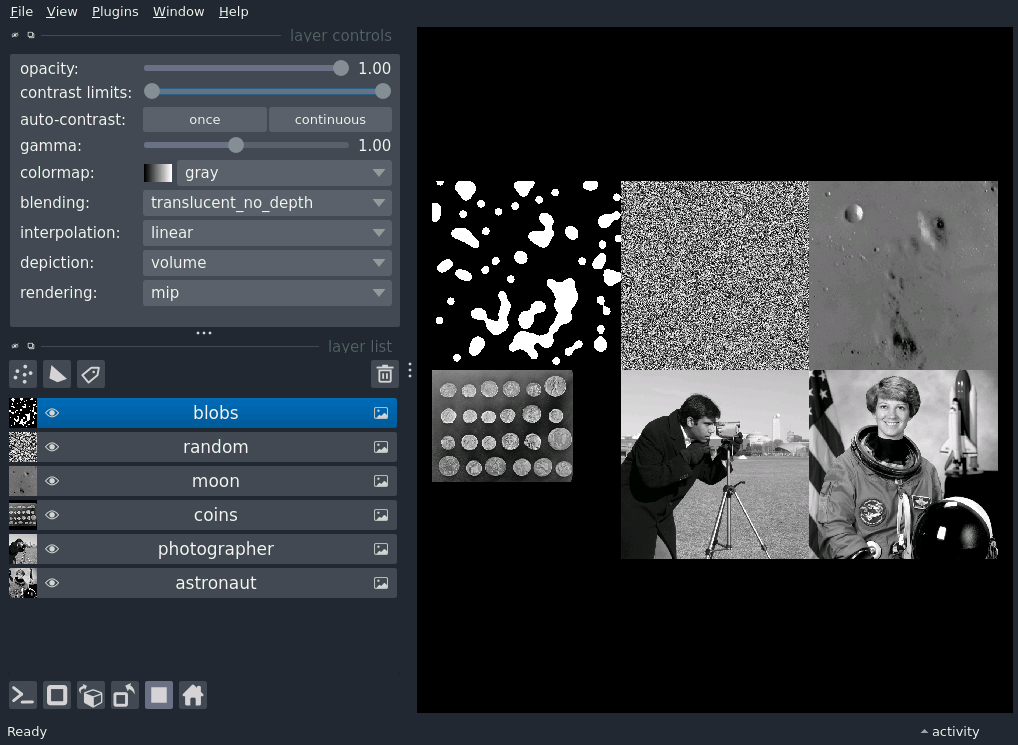 File View Plugins Window Help
layer controls
opacity: 1.00
contrast limits:
auto-contrast: once continuous
gamma: 1.00
colormap: gray
blending: translucent_no_depth
interpolation: linear
depiction: volume
rendering: mip
layer list
blobs
random
moon
coins
photographer
astronaut
Ready
activity